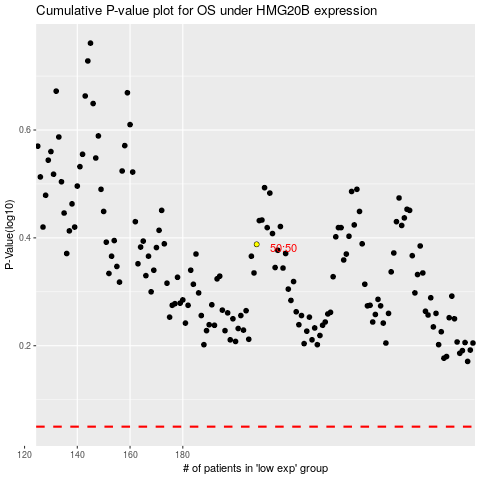 Cumulative P-value plot for OS under HMG20B expression
P-Value(log10)
0.6
0.4
0.2
50:50
120 140 160 180
# of patients in 'low exp' group